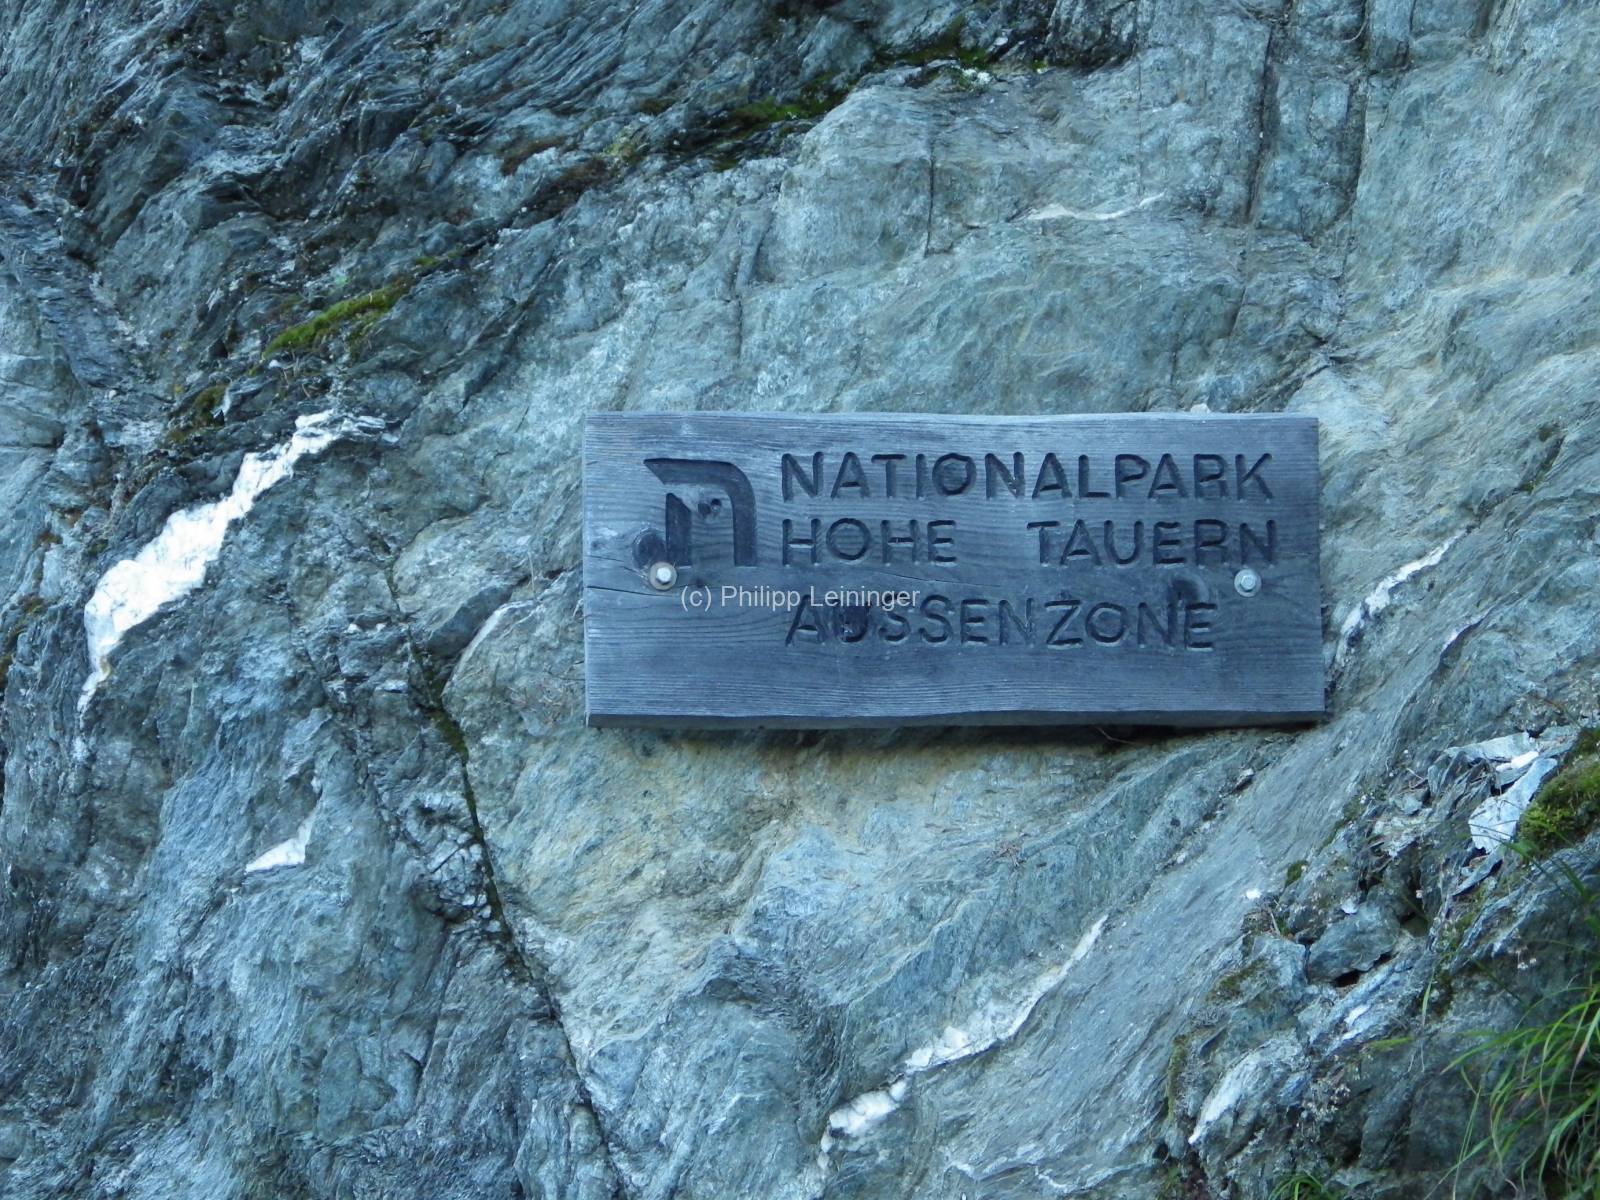 NATIONALPARK
HOHE TAUERN
(c) Philipp Leininger
AUSSENZONE